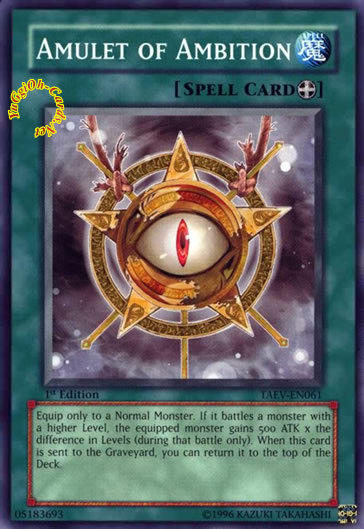 AMULET OF AMBITION 魔
[SPELL CARD]
YuGgiOh-Cards.Net
1st Edition
TAEV-EN061
Equip only to a Normal Monster. If it battles a monster with
a higher Level, the equipped monster gains 500 ATK x the
difference in Levels (during that battle only). When this card
is sent to the Graveyard, you can return it to the top of the
Deck.
05183693
©1996 KAZUKI TAKAHASHI